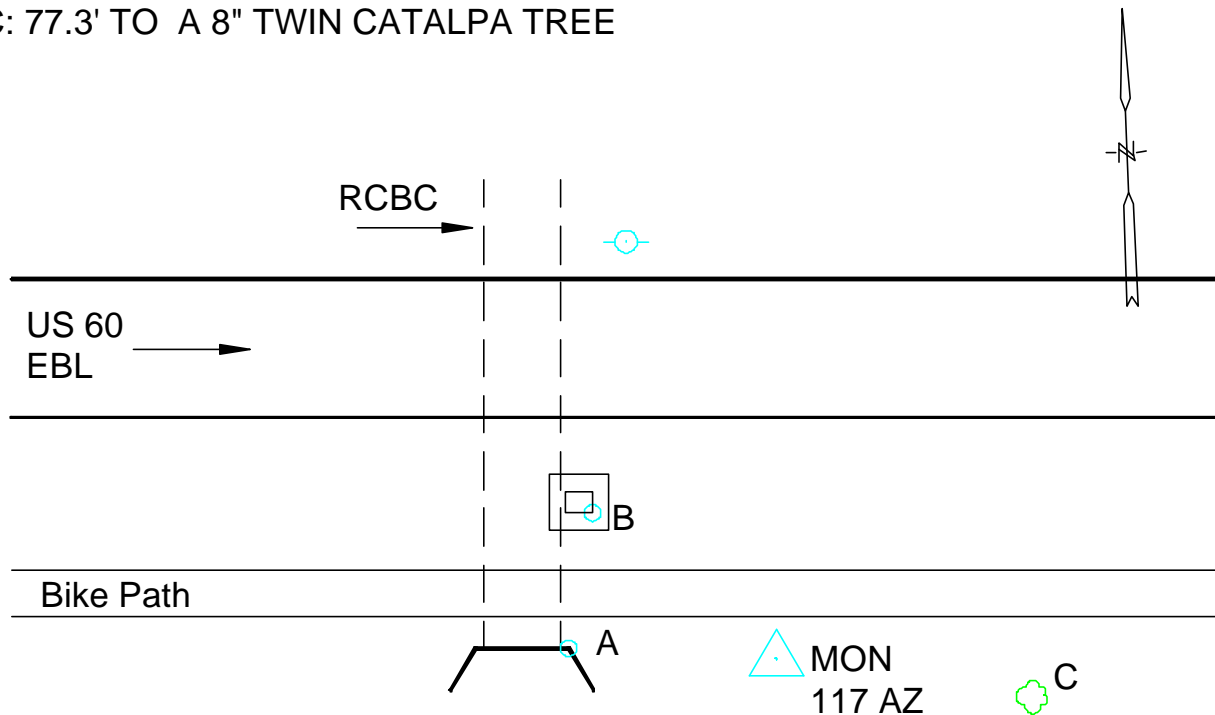 C: 77.3' TO A 8" TWIN CATALPA TREE
RCBC
N
US 60
EBL
B
Bike Path
A
MON
117 AZ
C